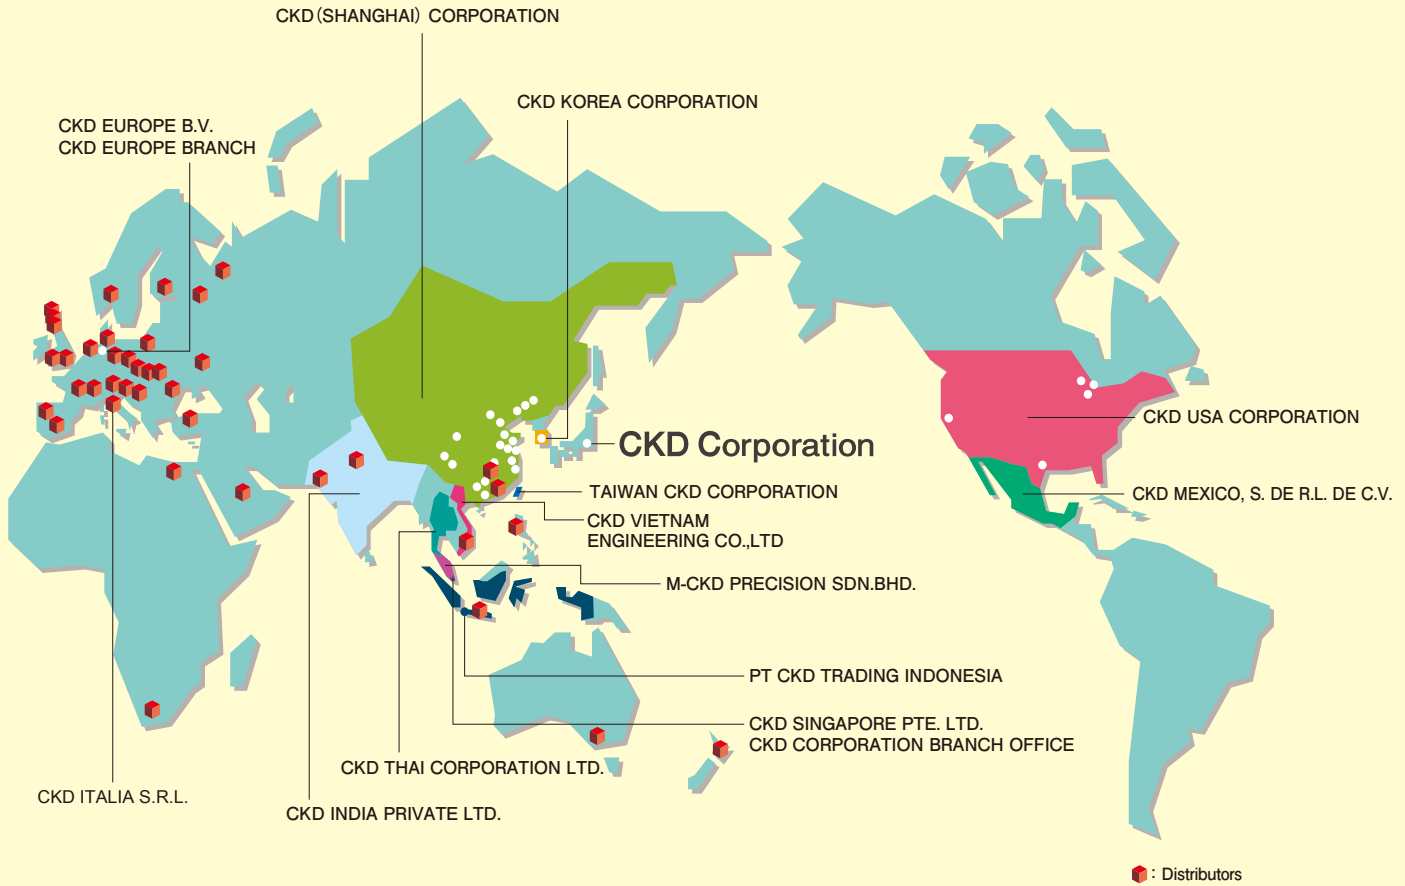 CKD(SHANGHAI) CORPORATION
CKD KOREA CORPORATION
CKD EUROPE B.V.
CKD EUROPE BRANCH
CKD USA CORPORATION
CKD Corporation
TAIWAN CKD CORPORATION
CKD MEXICO, S. DE R.L. DE C.V.
CKD VIETNAM
ENGINEERING CO.,LTD
M-CKD PRECISION SDN.BHD.
PT CKD TRADING INDONESIA
CKD SINGAPORE PTE. LTD.
CKD CORPORATION BRANCH OFFICE
CKD THAI CORPORATION LTD.
CKD ITALIA S.R.L.
CKD INDIA PRIVATE LTD.
: Distributors